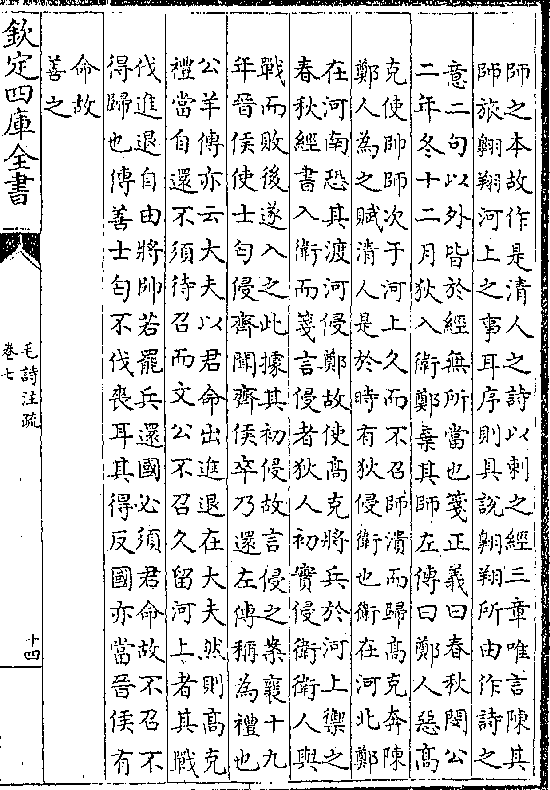 師之本故作是清人之詩以刺之經三章唯言陳其
師旅翱翔河上之事耳序則具說翱翔所由作詩之
意二句以外皆於經無所當也箋正義曰春秋閔公
二年冬十二月狄入衛鄭棄其師左傳曰鄭人惡高
克使帥師次于河上久而不召師潰而歸高克奔陳
鄭人為之賦清人是於時有狄侵衛也衛在河北鄭
在河南恐其渡河侵鄭故使高克將兵於河上禦之
春秋經書入衛而箋言侵者狄人初實侵衛衛人與
戰而敗後遂入之此據其初侵故言侵之案襄十九
年晉侯使士匄侵齊聞齊侯卒乃還左傳稱為禮也
公羊傳亦云大夫以君命出進退在大夫然則高克
禮當自還不須待召而文公不召久留河上者其戰
伐進退自由將帥若罷兵還國必須君命故不召不
得歸也傳善士匄不伐喪耳其得反國亦當晉侯有
命故
善之
欽定四庫全書
毛詩注疏
卷七
十四